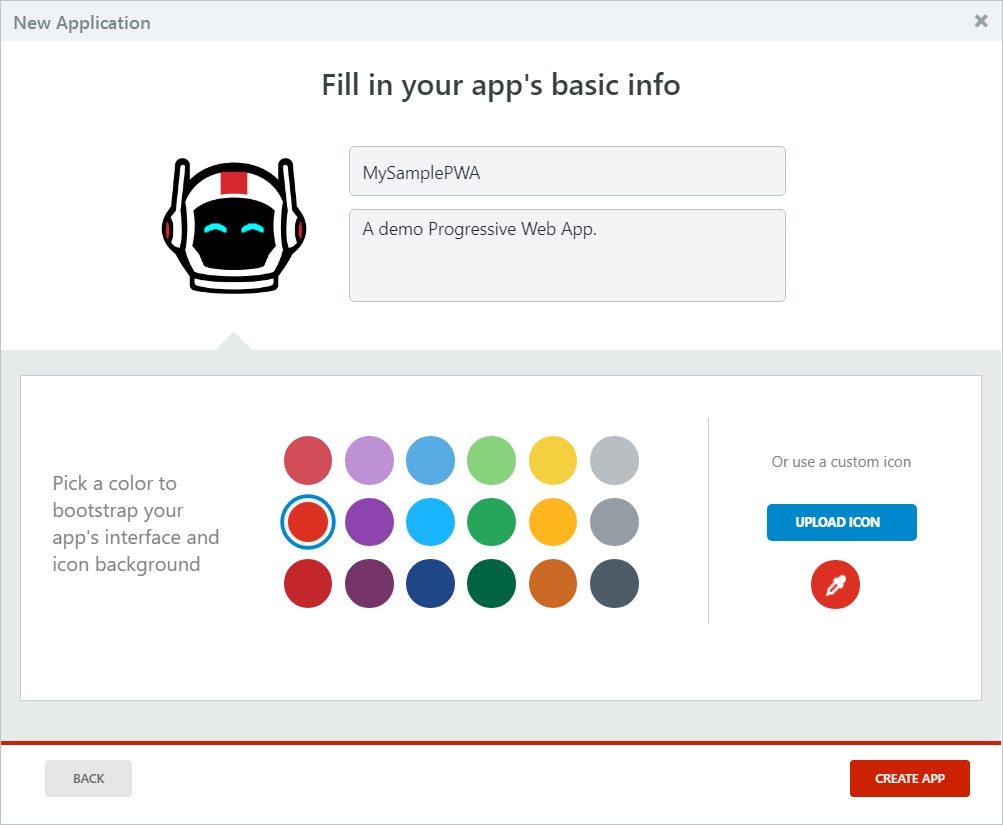 New Application
Fill in your app's basic info
MySamplePWA
A demo Progressive Web App.
Pick a color to
bootstrap your
app's interface and
icon background
Or use a custom icon
UPLOAD ICON
BACK
CREATE APP